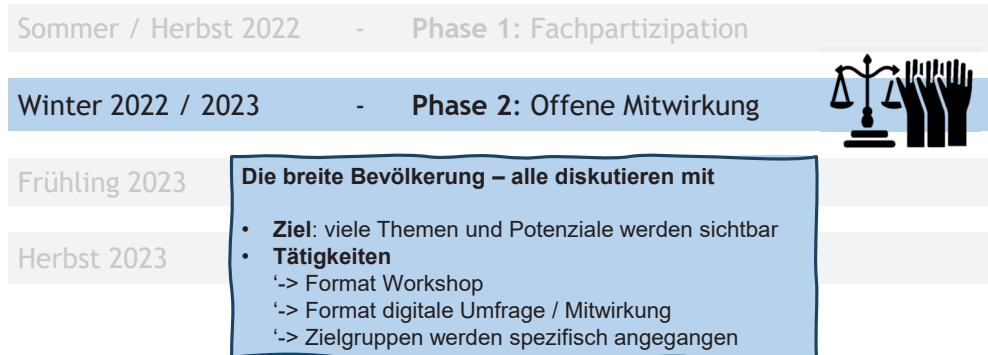 Sommer / Herbst 2022 - Phase 1: Fachpartizipation
Winter 2022 / 2023 - Phase 2: Offene Mitwirkung
Frühling 2023
Die breite Bevölkerung – alle diskutieren mit
• Ziel: viele Themen und Potenziale werden sichtbar
Herbst 2023
• Tätigkeiten
‘-> Format Workshop
‘-> Format digitale Umfrage / Mitwirkung
‘-> Zielgruppen werden spezifisch angegangen